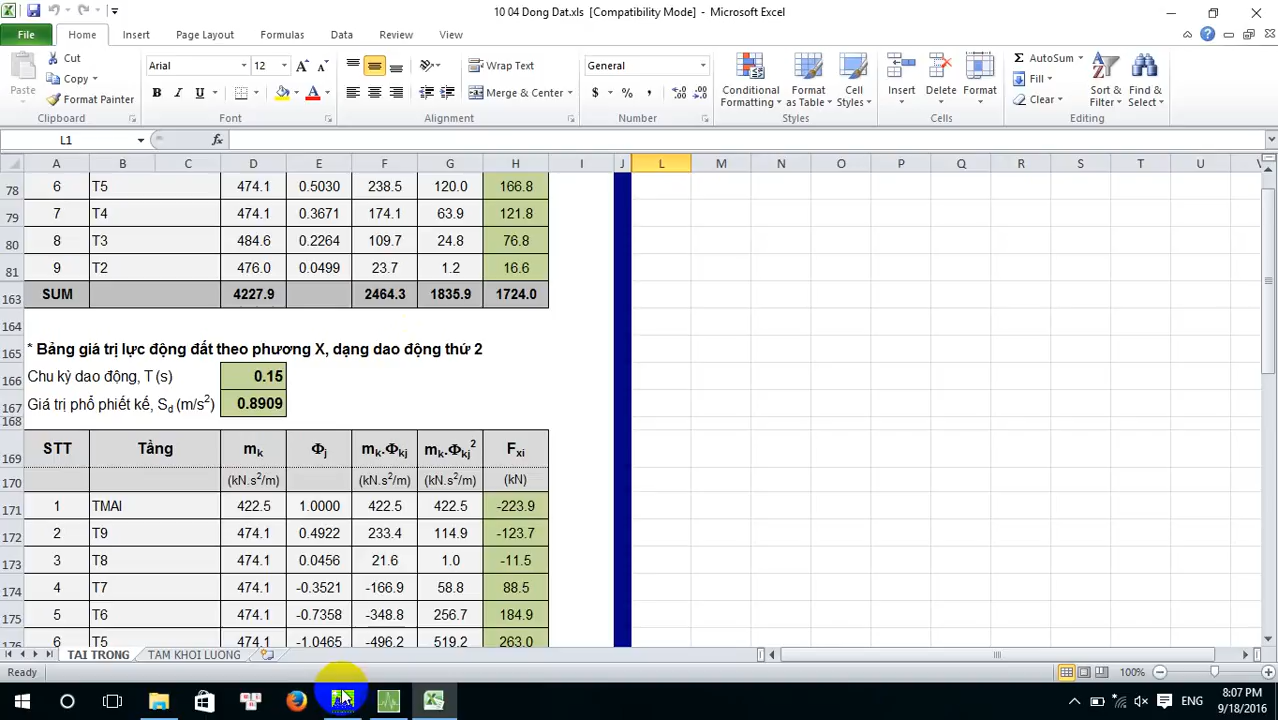 10 04 Dong Dat.xls [Compatibility Mode] - Microsoft Excel
File Home Insert Page Layout Formulas Data Review View
Cut
Copy
Format Painter
Paste
Clipboard
Arial 12
B I U
Font
Wrap Text
Merge & Center
Alignment
General
$ % ,
Number
Conditional Formatting
Format as Table
Cell Styles
Styles
Insert Delete Format
Cells
AutoSum
Fill
Clear
Sort & Filter
Find & Select
Editing
L1 fx
A B C D E F G H I J L M N O P Q R S T U V
78 6 T5 474.1 0.5030 238.5 120.0 166.8
79 7 T4 474.1 0.3671 174.1 63.9 121.8
80 8 T3 484.6 0.2264 109.7 24.8 76.8
81 9 T2 476.0 0.0499 23.7 1.2 16.6
163 SUM 4227.9 2464.3 1835.9 1724.0
164
165 * Bảng giá trị lực động đất theo phương X, dạng dao động thứ 2
166 Chu kỳ dao động, T (s) 0.15
167 Giá trị phổ phiết kế, Sd (m/s2) 0.8909
168
169 STT Tầng mk Φj mk.Φkj mk.Φkj2 Fxi
170 (kN.s2/m) (kN.s2/m) (kN.s2/m) (kN)
171 1 TMAI 422.5 1.0000 422.5 422.5 -223.9
172 2 T9 474.1 0.4922 233.4 114.9 -123.7
173 3 T8 474.1 0.0456 21.6 1.0 -11.5
174 4 T7 474.1 -0.3521 -166.9 58.8 88.5
175 5 T6 474.1 -0.7358 -348.8 256.7 184.9
176 6 T5 474.1 -1.0465 -496.2 519.2 263.0
TAI TRONG TAM KHOI LUONG
Ready 100%
ENG
8:07 PM
9/18/2016